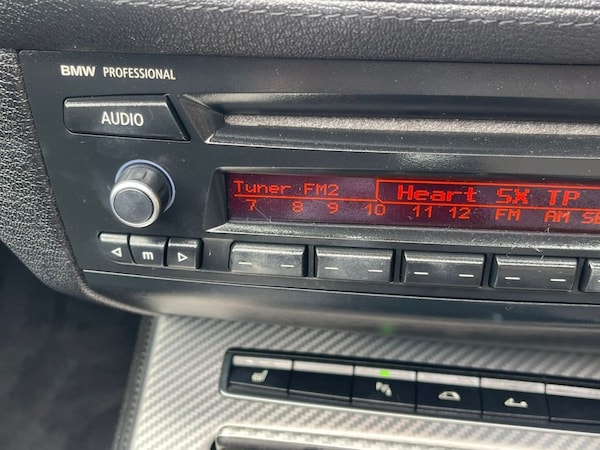 BMW PROFESSIONAL
AUDIO
Tuner FM2 Heart SX TP
7 8 9 10 11 12 FM AM
m